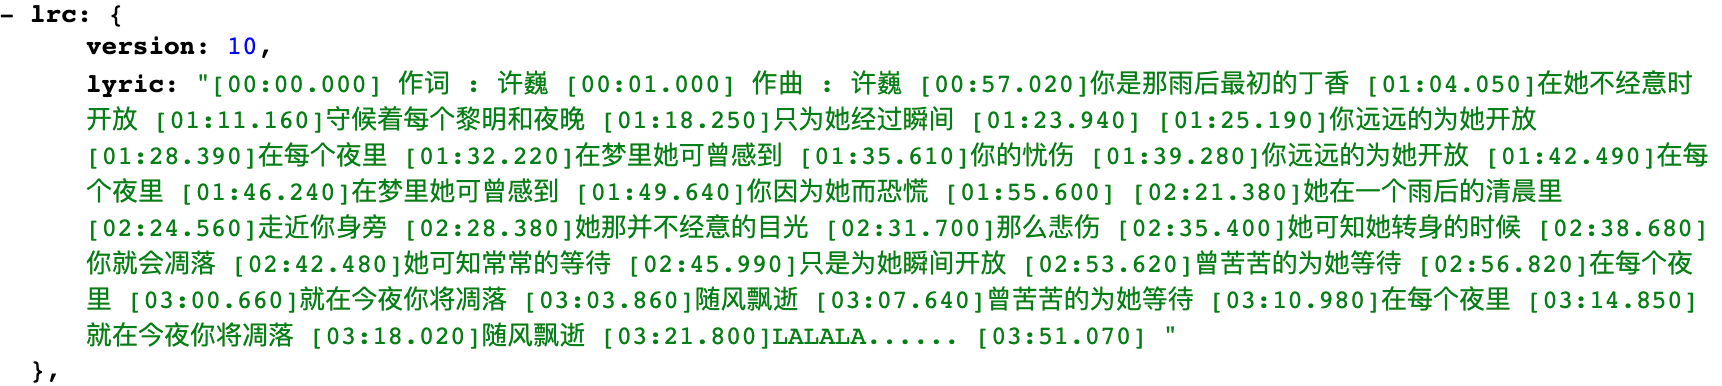 - lrc: {
version: 10,
lyric: "[00:00.000] 作词 : 许巍 [00:01.000] 作曲 : 许巍 [00:57.020]你是那雨后最初的丁香 [01:04.050]在她不经意时
开放 [01:11.160]守候着每个黎明和夜晚 [01:18.250]只为她经过瞬间 [01:23.940] [01:25.190]你远远的为她开放
[01:28.390]在每个夜里 [01:32.220]在梦里她可曾感到 [01:35.610]你的忧伤 [01:39.280]你远远的为她开放 [01:42.490]在每
个夜里 [01:46.240]在梦里她可曾感到 [01:49.640]你因为她而恐慌 [01:55.600] [02:21.380]她在一个雨后的清晨里
[02:24.560]走近你身旁 [02:28.380]她那并不经意的目光 [02:31.700]那么悲伤 [02:35.400]她可知她转身的时候 [02:38.680]
你就会凋落 [02:42.480]她可知常常的等待 [02:45.990]只是为她瞬间开放 [02:53.620]曾苦苦的为她等待 [02:56.820]在每个夜
里 [03:00.660]就在今夜你将凋落 [03:03.860]随风飘逝 [03:07.640]曾苦苦的为她等待 [03:10.980]在每个夜里 [03:14.850]
就在今夜你将凋落 [03:18.020]随风飘逝 [03:21.800]LALALA...... [03:51.070] "
},